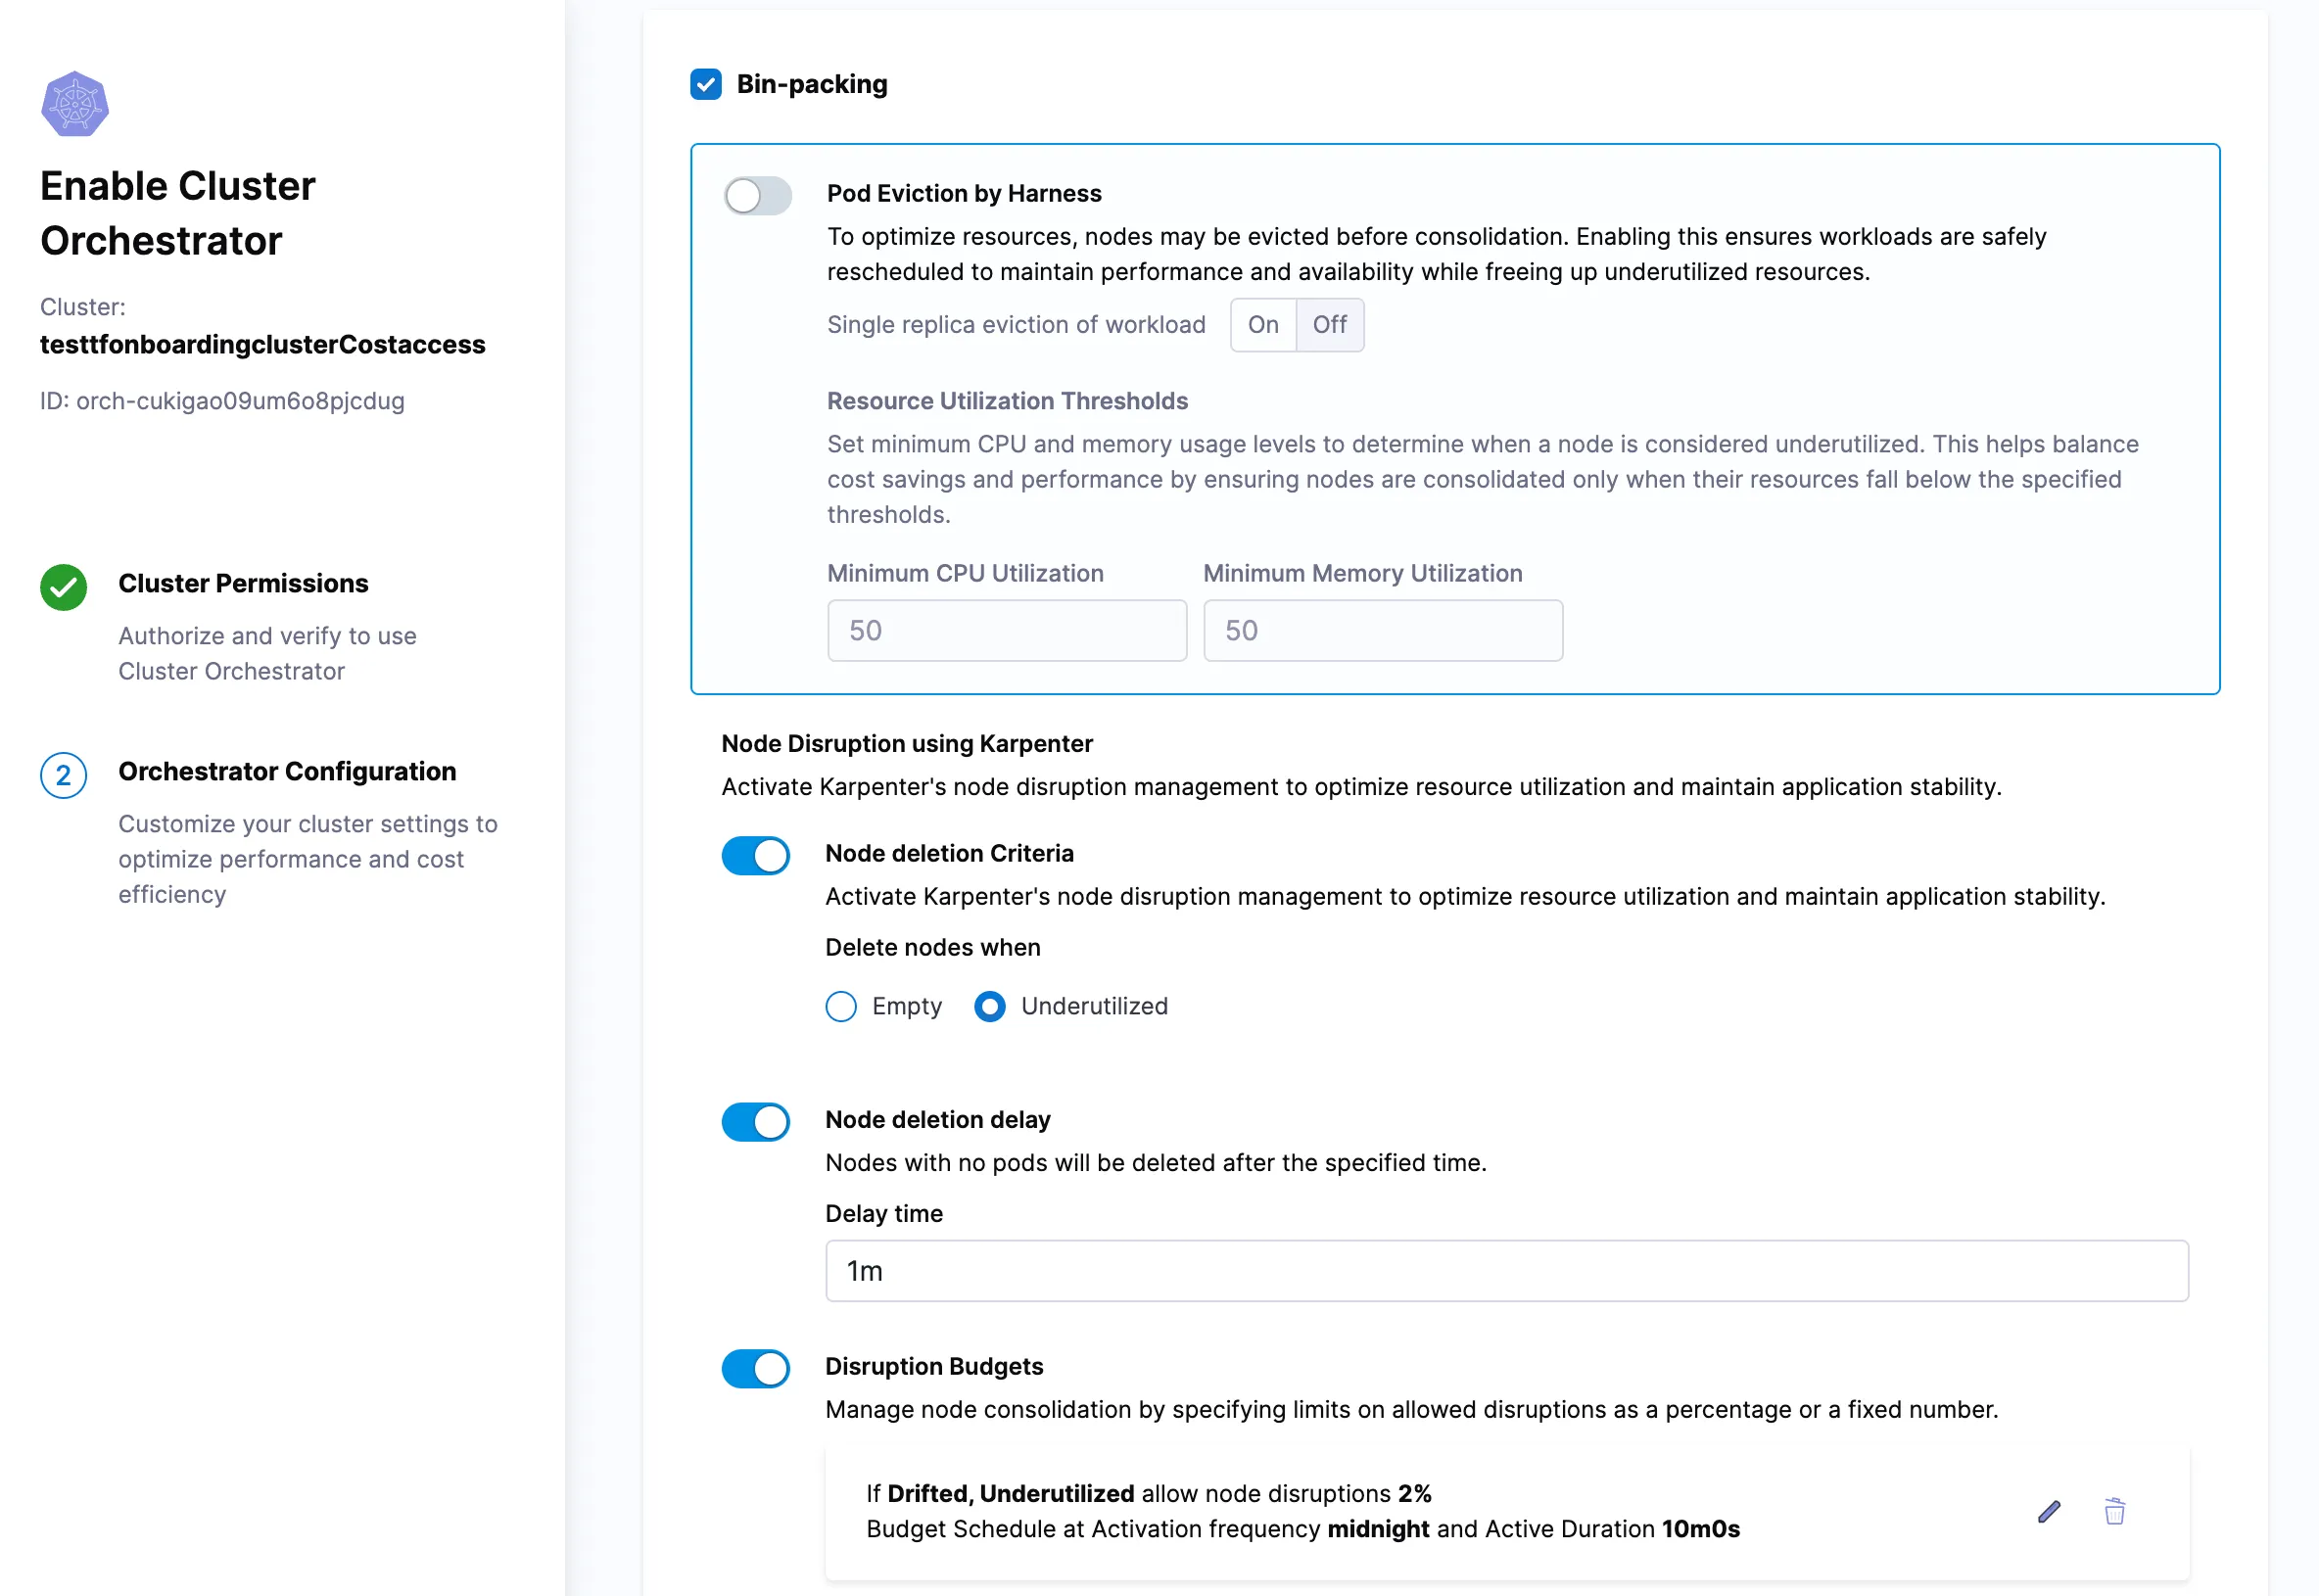 Enable Cluster
Orchestrator
Cluster:
testtfonboardingclusterCostaccess
ID: orch-cukigao09um6o8pjcdug
Cluster Permissions
Authorize and verify to use
Cluster Orchestrator
2
Orchestrator Configuration
Customize your cluster settings to
optimize performance and cost
efficiency
Bin-packing
Pod Eviction by Harness
To optimize resources, nodes may be evicted before consolidation. Enabling this ensures workloads are safely
rescheduled to maintain performance and availability while freeing up underutilized resources.
Single replica eviction of workload On Off
Resource Utilization Thresholds
Set minimum CPU and memory usage levels to determine when a node is considered underutilized. This helps balance
cost savings and performance by ensuring nodes are consolidated only when their resources fall below the specified
thresholds.
Minimum CPU Utilization Minimum Memory Utilization
50 50
Node Disruption using Karpenter
Activate Karpenter's node disruption management to optimize resource utilization and maintain application stability.
Node deletion Criteria
Activate Karpenter's node disruption management to optimize resource utilization and maintain application stability.
Delete nodes when
Empty Underutilized
Node deletion delay
Nodes with no pods will be deleted after the specified time.
Delay time
1m
Disruption Budgets
Manage node consolidation by specifying limits on allowed disruptions as a percentage or a fixed number.
If Drifted, Underutilized allow node disruptions 2%
Budget Schedule at Activation frequency midnight and Active Duration 10m0s